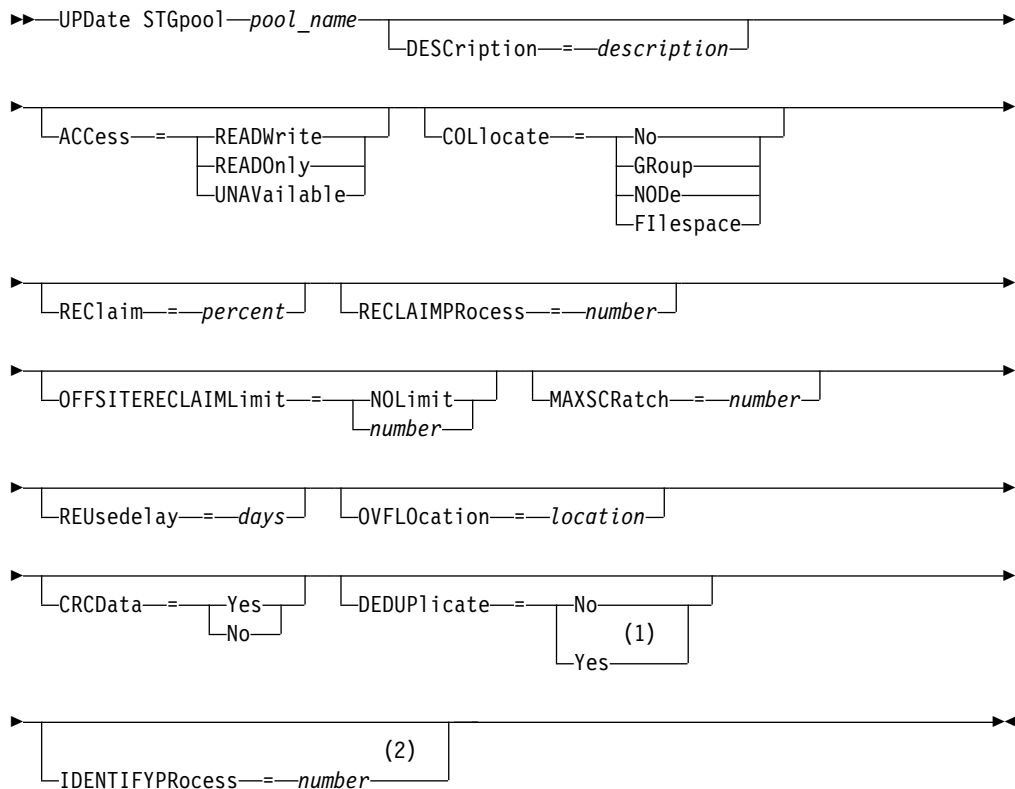 UPDate STGpool pool_name
DESCription = description
ACCess = READWrite COLlocate = No
READOnly GRoup
UNAVailable NODe
FIlespace
REClaim = percent RECLAIMPRocess = number
OFFSITERECLAIMLimit = NOLimit MAXSCRatch = number
number
REUsedelay = days OVFLOcation = location
CRCData = Yes DEDUPlicate = No
No (1)
Yes
(2)
IDENTIFYPRocess = number